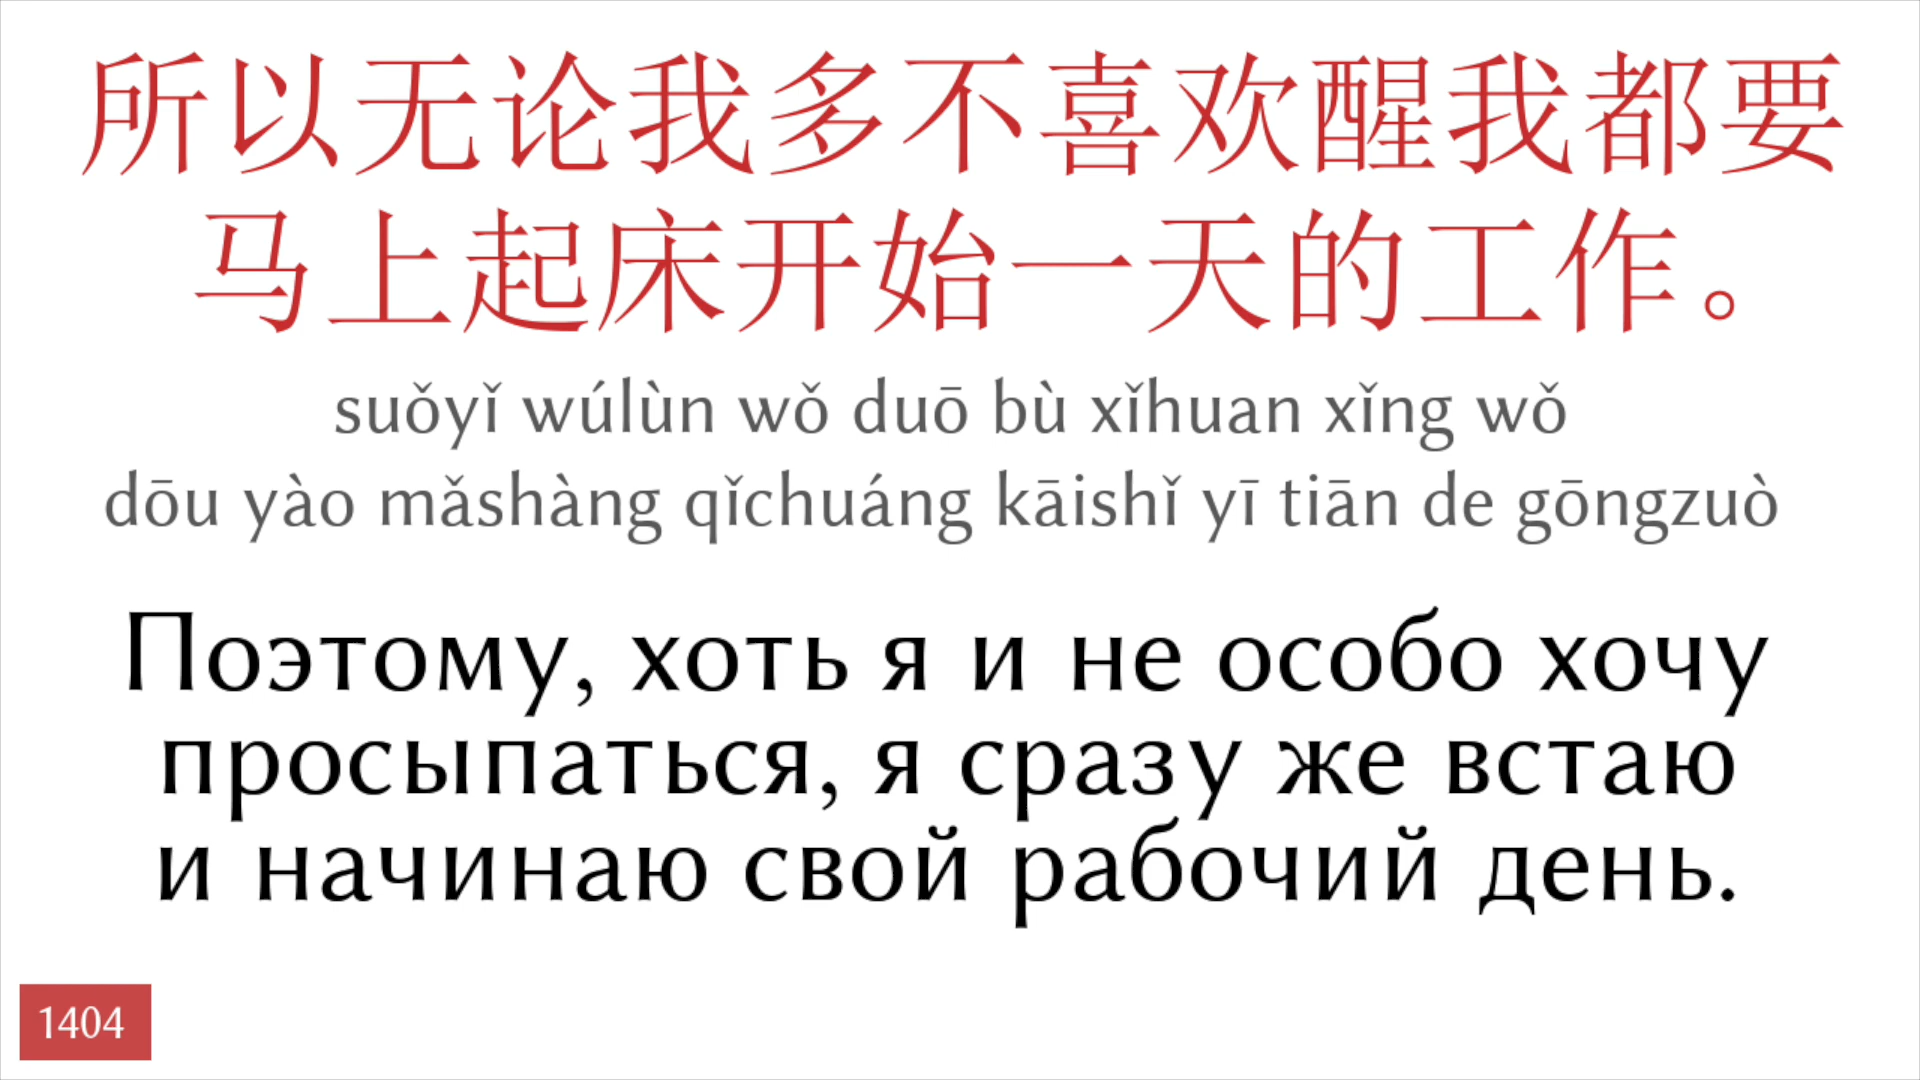 所以无论我多不喜欢醒我都要
马上起床开始一天的工作。
suǒyǐ wúlùn wǒ duō bù xǐhuan xǐng wǒ
dōu yào mǎshàng qǐchuáng kāishǐ yī tiān de gōngzuò
Поэтому, хоть я и не особо хочу
просыпаться, я сразу же встаю
и начинаю свой рабочий день.
1404